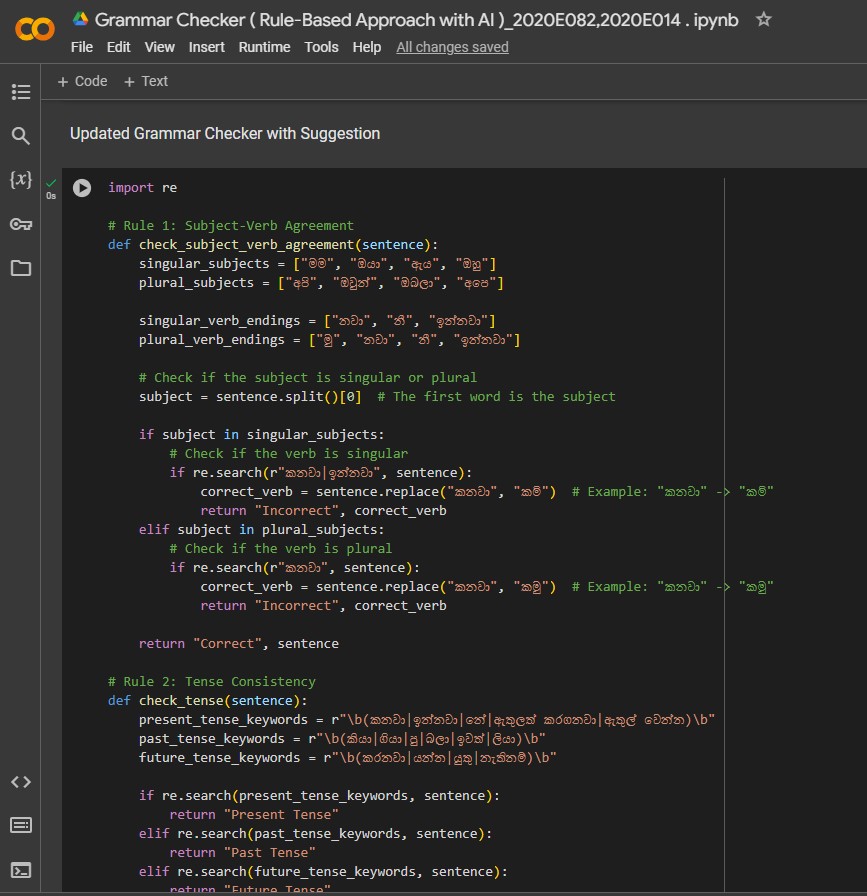 Grammar Checker ( Rule-Based Approach with AI )_2020E082,2020E014 . ipynb
File Edit View Insert Runtime Tools Help All changes saved
+ Code + Text
Updated Grammar Checker with Suggestion
0s
import re
# Rule 1: Subject-Verb Agreement
def check_subject_verb_agreement(sentence):
singular_subjects = ["මම", "ඔයා", "ඇය", "ඔහු"]
plural_subjects = ["අපි", "ඔවුන්", "ඔබලා", "අපෙ"]
singular_verb_endings = ["නවා", "නී", "ඉන්නවා"]
plural_verb_endings = ["මු", "නවා", "නී", "ඉන්නවා"]
# Check if the subject is singular or plural
subject = sentence.split()[0]  # The first word is the subject
if subject in singular_subjects:
# Check if the verb is singular
if re.search(r"කනවා|ඉන්නවා", sentence):
correct_verb = sentence.replace("කනවා", "කමි")  # Example: "කනවා" -> "කමි"
return "Incorrect", correct_verb
elif subject in plural_subjects:
# Check if the verb is plural
if re.search(r"කනවා", sentence):
correct_verb = sentence.replace("කනවා", "කමු")  # Example: "කනවා" -> "කමු"
return "Incorrect", correct_verb
return "Correct", sentence
# Rule 2: Tense Consistency
def check_tense(sentence):
present_tense_keywords = r"\b(කනවා|ඉන්නවා|නේ|ඇතුලත් කරගනවා|ඇතුල් වෙන්න)\b"
past_tense_keywords = r"\b(කියා|ගියා|පු|බලා|ඉවත්|ලියා)\b"
future_tense_keywords = r"\b(කරනවා|යන්න|යුතු|නැතිනම්)\b"
if re.search(present_tense_keywords, sentence):
return "Present Tense"
elif re.search(past_tense_keywords, sentence):
return "Past Tense"
elif re.search(future_tense_keywords, sentence):
return "Future Tense"